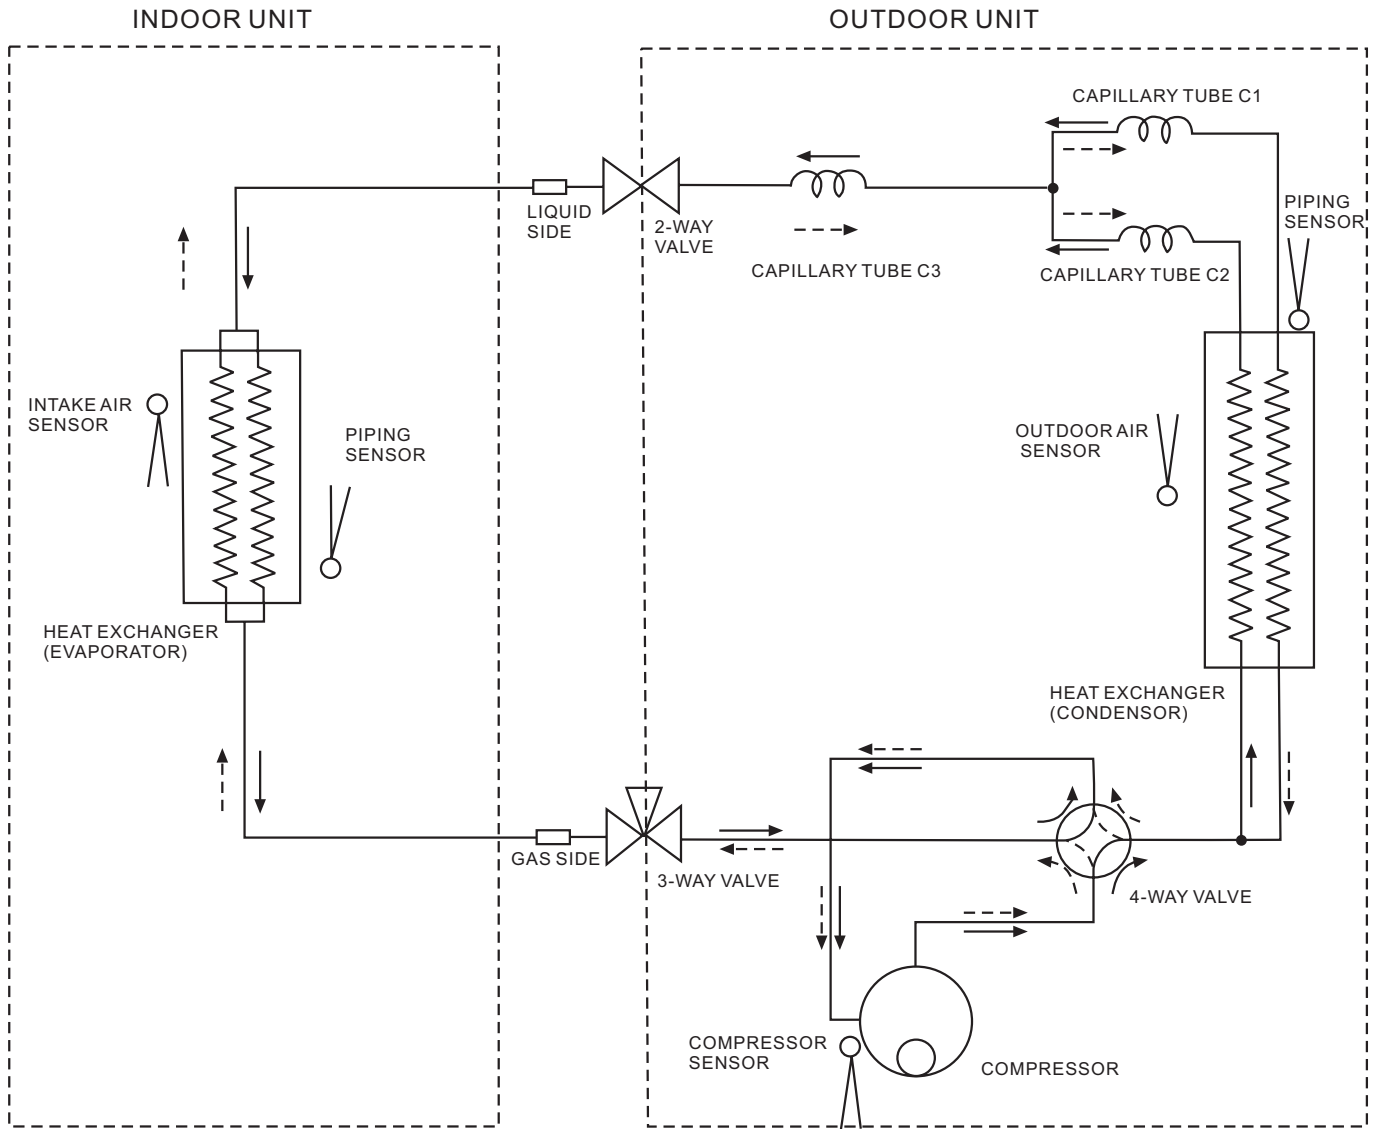 INDOOR UNIT
OUTDOOR UNIT
CAPILLARY TUBE C1
PIPING
SENSOR
LIQUID
SIDE
2-WAY
VALVE
CAPILLARY TUBE C3
CAPILLARY TUBE C2
INTAKE AIR
SENSOR
PIPING
SENSOR
OUTDOOR AIR
SENSOR
HEAT EXCHANGER
(EVAPORATOR)
HEAT EXCHANGER
(CONDENSOR)
GAS SIDE
3-WAY VALVE
4-WAY VALVE
COMPRESSOR
SENSOR
COMPRESSOR